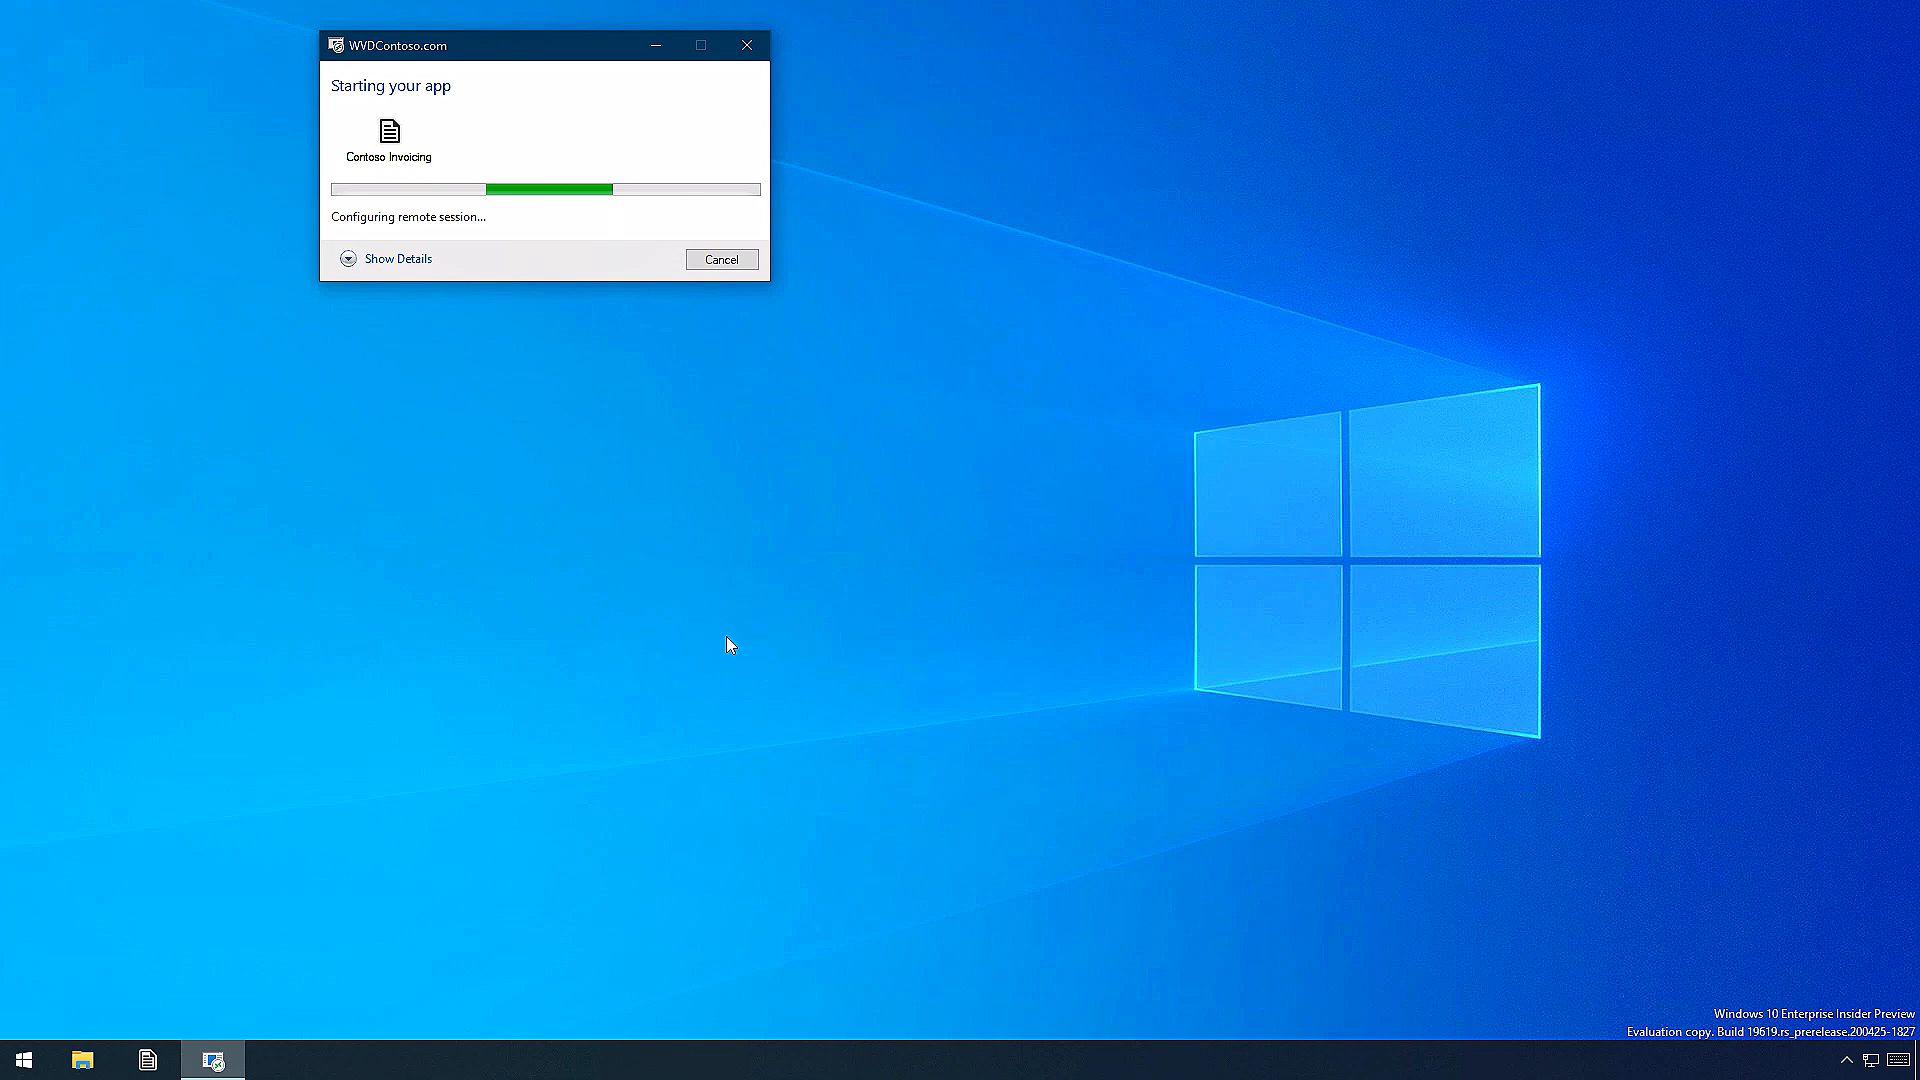 WVDContoso.com
Starting your app
Contoso Invoicing
Configuring remote session...
Show Details
Cancel
Windows 10 Enterprise Insider Preview
Evaluation copy. Build 19619.rs_prerelease.200425-1827